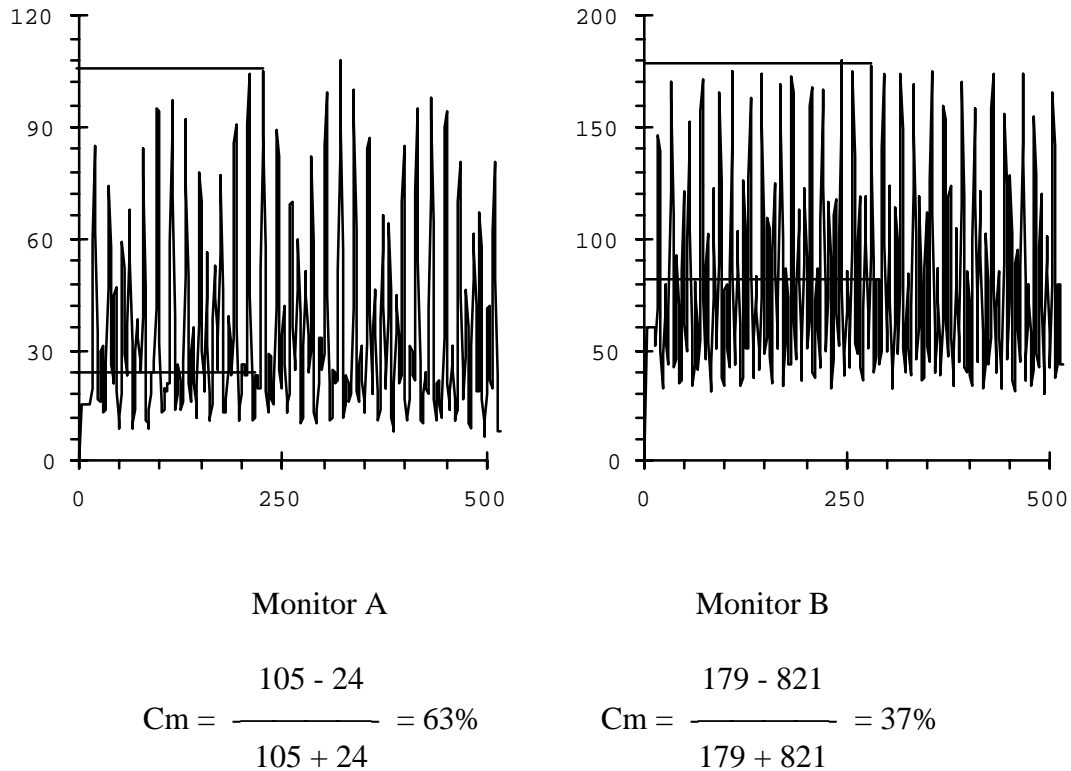 120
90
60
30
0
0 250 500
200
150
100
50
0
0 250 500
Monitor A
105 - 24
Cm = = 63%
105 + 24
Monitor B
179 - 821
Cm = = 37%
179 + 821